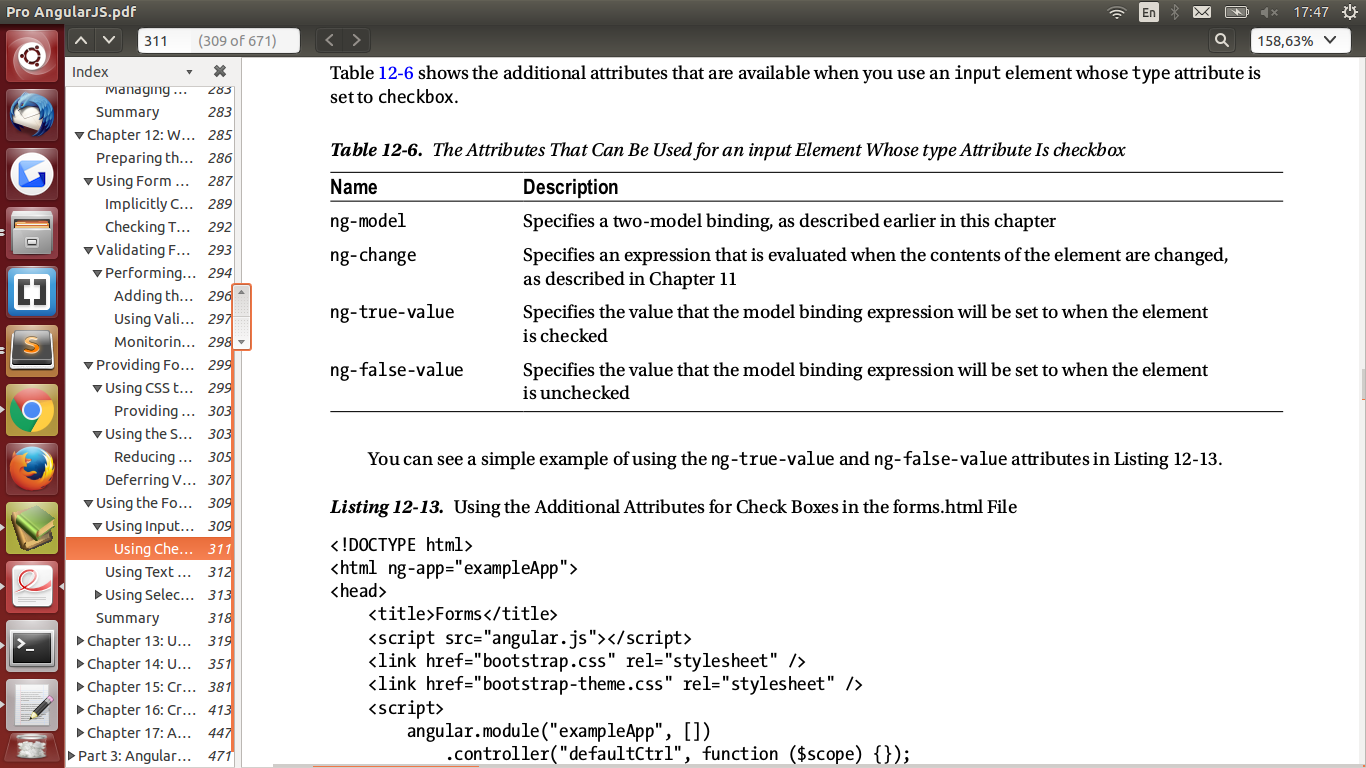 Pro AngularJS.pdf
En
17:47
311 (309 of 671)
158,63%
Index
Managing ... 283
Summary 283
Chapter 12: W... 285
Preparing th... 286
Using Form ... 287
Implicitly C... 289
Checking T... 292
Validating F... 293
Performing... 294
Adding th... 296
Using Vali... 297
Monitorin... 298
Providing Fo... 299
Using CSS t... 299
Providing ... 303
Using the S... 303
Reducing ... 305
Deferring V... 307
Using the Fo... 309
Using Input... 309
Using Che... 311
Using Text ... 312
Using Selec... 313
Summary 318
Chapter 13: U... 319
Chapter 14: U... 351
Chapter 15: Cr... 381
Chapter 16: Cr... 413
Chapter 17: A... 447
Part 3: Angular... 471
Table 12-6 shows the additional attributes that are available when you use an input element whose type attribute is
set to checkbox.
Table 12-6. The Attributes That Can Be Used for an input Element Whose type Attribute Is checkbox
Name Description
ng-model Specifies a two-model binding, as described earlier in this chapter
ng-change Specifies an expression that is evaluated when the contents of the element are changed,
as described in Chapter 11
ng-true-value Specifies the value that the model binding expression will be set to when the element
is checked
ng-false-value Specifies the value that the model binding expression will be set to when the element
is unchecked
You can see a simple example of using the ng-true-value and ng-false-value attributes in Listing 12-13.
Listing 12-13. Using the Additional Attributes for Check Boxes in the forms.html File
<!DOCTYPE html>
<html ng-app="exampleApp">
<head>
<title>Forms</title>
<script src="angular.js"></script>
<link href="bootstrap.css" rel="stylesheet" />
<link href="bootstrap-theme.css" rel="stylesheet" />
<script>
angular.module("exampleApp", [])
.controller("defaultCtrl", function ($scope) {});